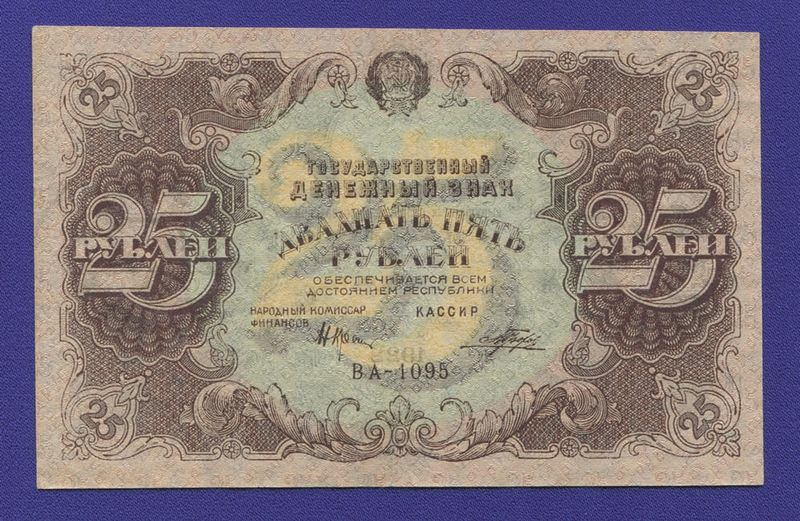 25
25
ГОСУДАРСТВЕННЫЙ
ДЕНЕЖНЫЙ ЗНАК
ДВАДЦАТЬ ПЯТЬ
РУБЛЕЙ
25
РУБЛЕЙ
25
РУБЛЕЙ
ОБЕСПЕЧИВАЕТСЯ ВСЕМ
ДОСТОЯНИЕМ РЕСПУБЛИКИ
НАРОДНЫЙ КОМИССАР
ФИНАНСОВ
КАССИР
ВА-1095
25
25